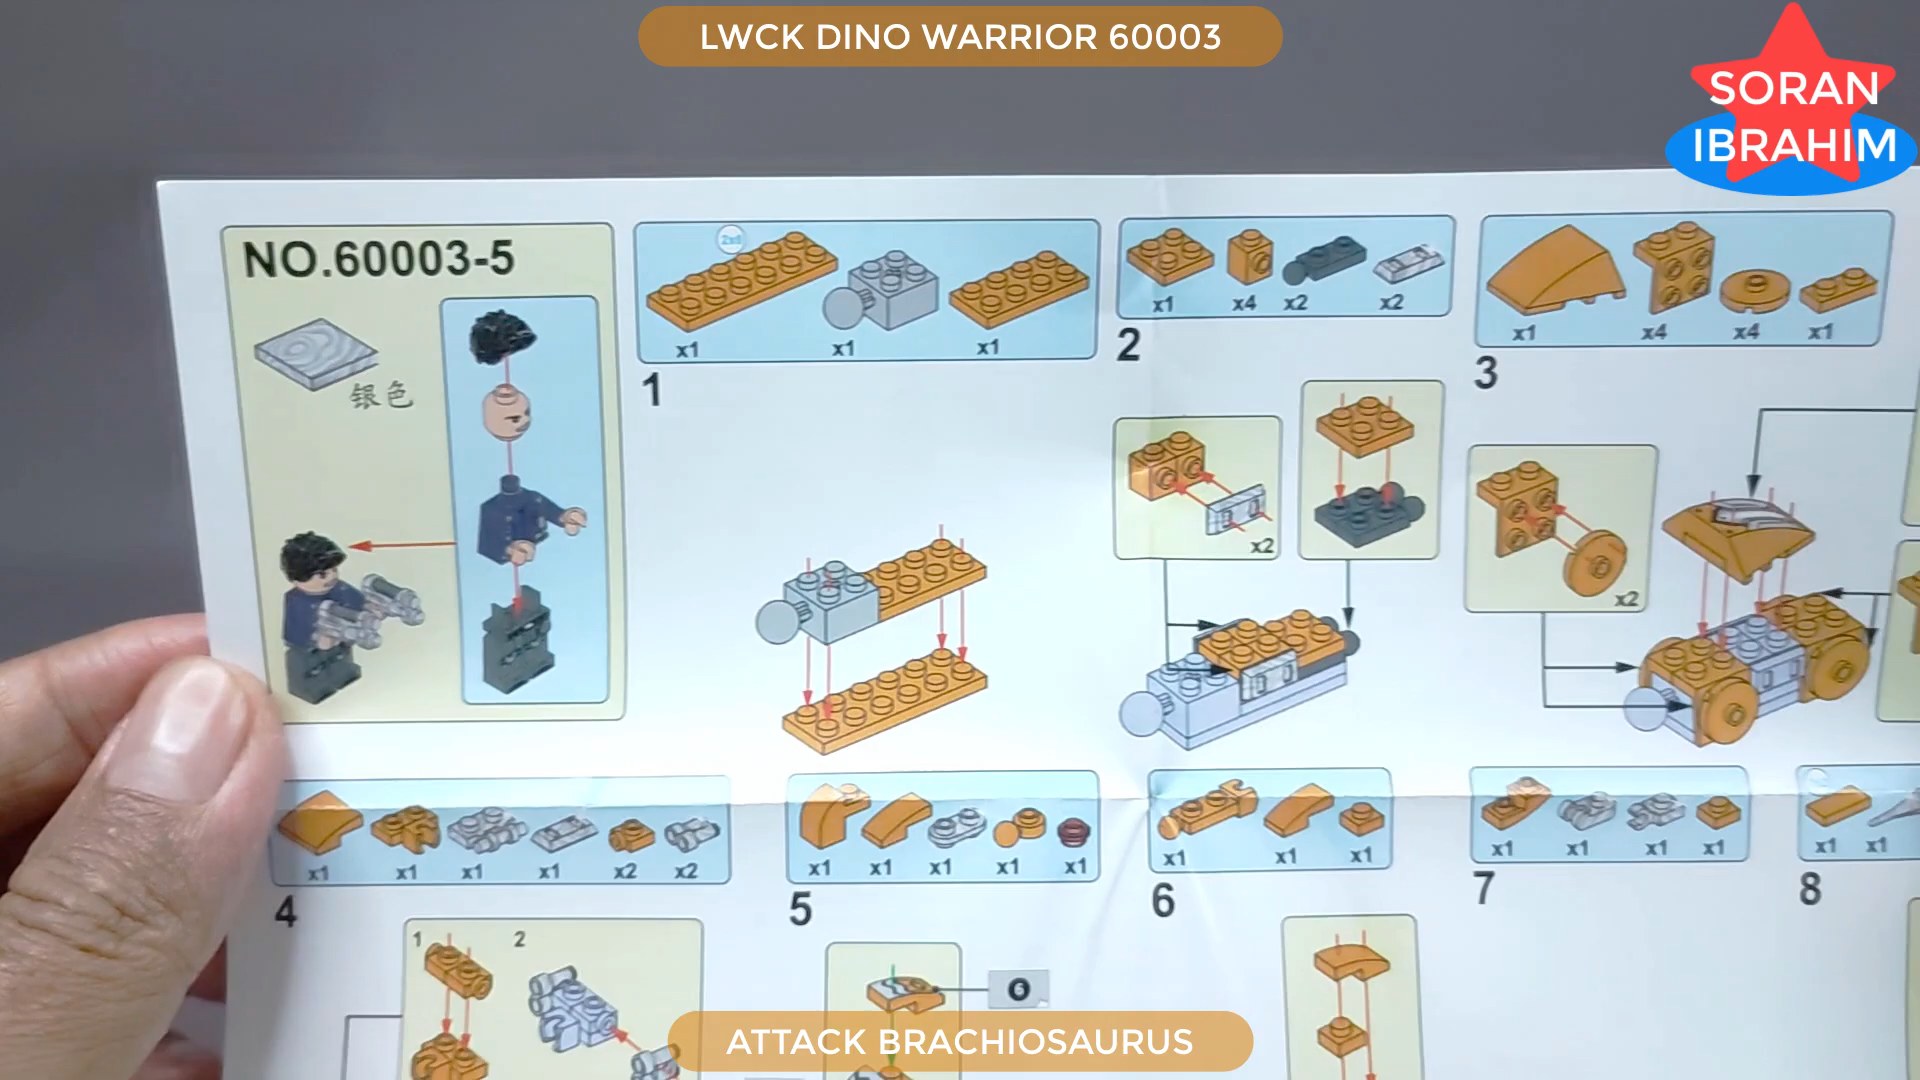 LWCK DINO WARRIOR 60003
SORAN
IBRAHIM
NO.60003-5
银色
2x6
x1 x1 x1
1
x1 x4 x2 x2
2
x2
x1 x4 x4 x1
3
x2
x1 x1 x1 x1 x2 x2
4
1 2
x1 x1 x1 x1 x1
5
6
x1 x1 x1
6
x1 x1 x1 x1
7
x1 x1
8
ATTACK BRACHIOSAURUS